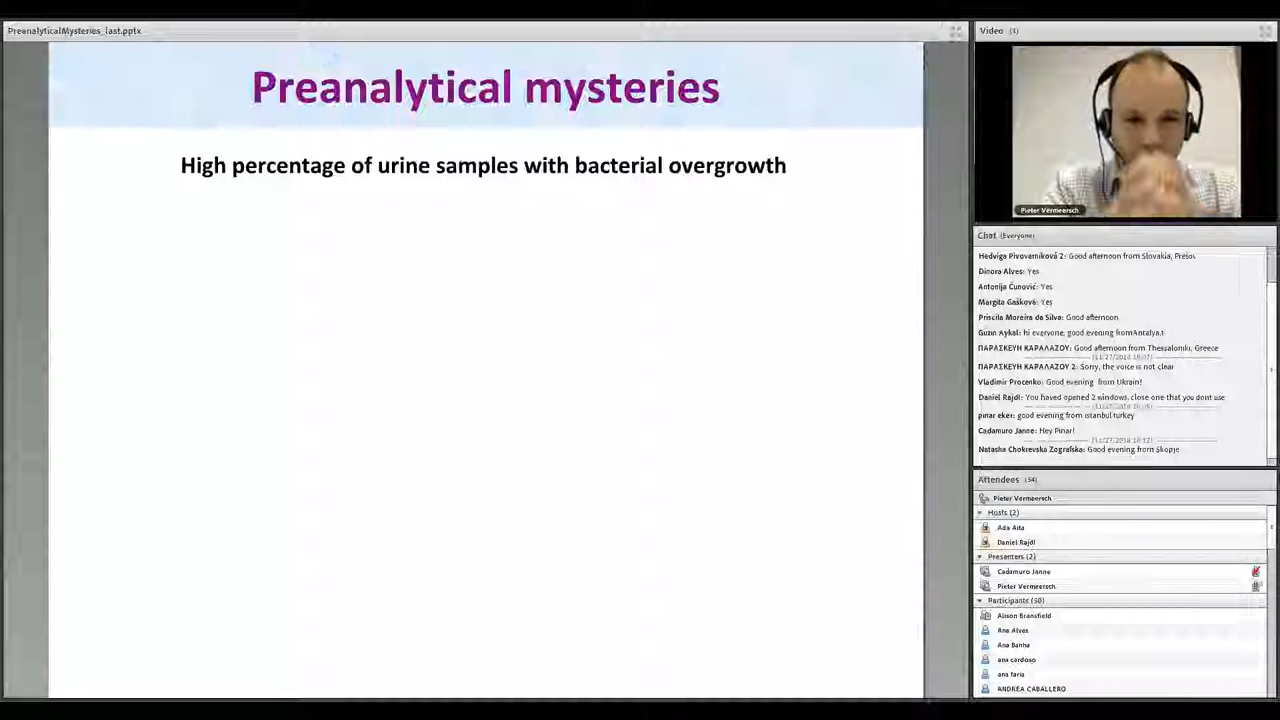 PreanalyticalMysteries_last.pptx
Preanalytical mysteries
High percentage of urine samples with bacterial overgrowth
Video (1)
Pieter Vermeersch
Chat (Everyone)
Hedviga Pivovarníková 2: Good afternoon from Slovakia, Presov
Dinora Alves: Yes
Antonija Čunović: Yes
Margita Gašková: Yes
Priscila Moreira da Silva: Good afternoon
Guzin Aykal: hi everyone, good evening fromAntalya.t
ΠΑΡΑΣΚΕΥΗ ΚΑΡΑΛΑΖΟΥ: Good afternoon from Thessaloniki, Greece
ΠΑΡΑΣΚΕΥΗ ΚΑΡΑΛΑΖΟΥ 2: Sorry, the voice is not clear
Vladimir Procenko: Good evening from Ukrain!
Daniel Rajdl: You haved opened 2 windows, close one that you dont use
pınar eker: good evening from ıstanbul turkey
Cadamuro Janne: Hey Pinar!
Natasha Chokrevska Zografska: Good evening from Skopje
Attendees (54)
Pieter Vermeersch
Hosts (2)
Ada Aita
Daniel Rajdl
Presenters (2)
Cadamuro Janne
Pieter Vermeersch
Participants (50)
Alison Bransfield
Ana Alves
Ana Banha
ana cardoso
ana faria
ANDREA CABALLERO